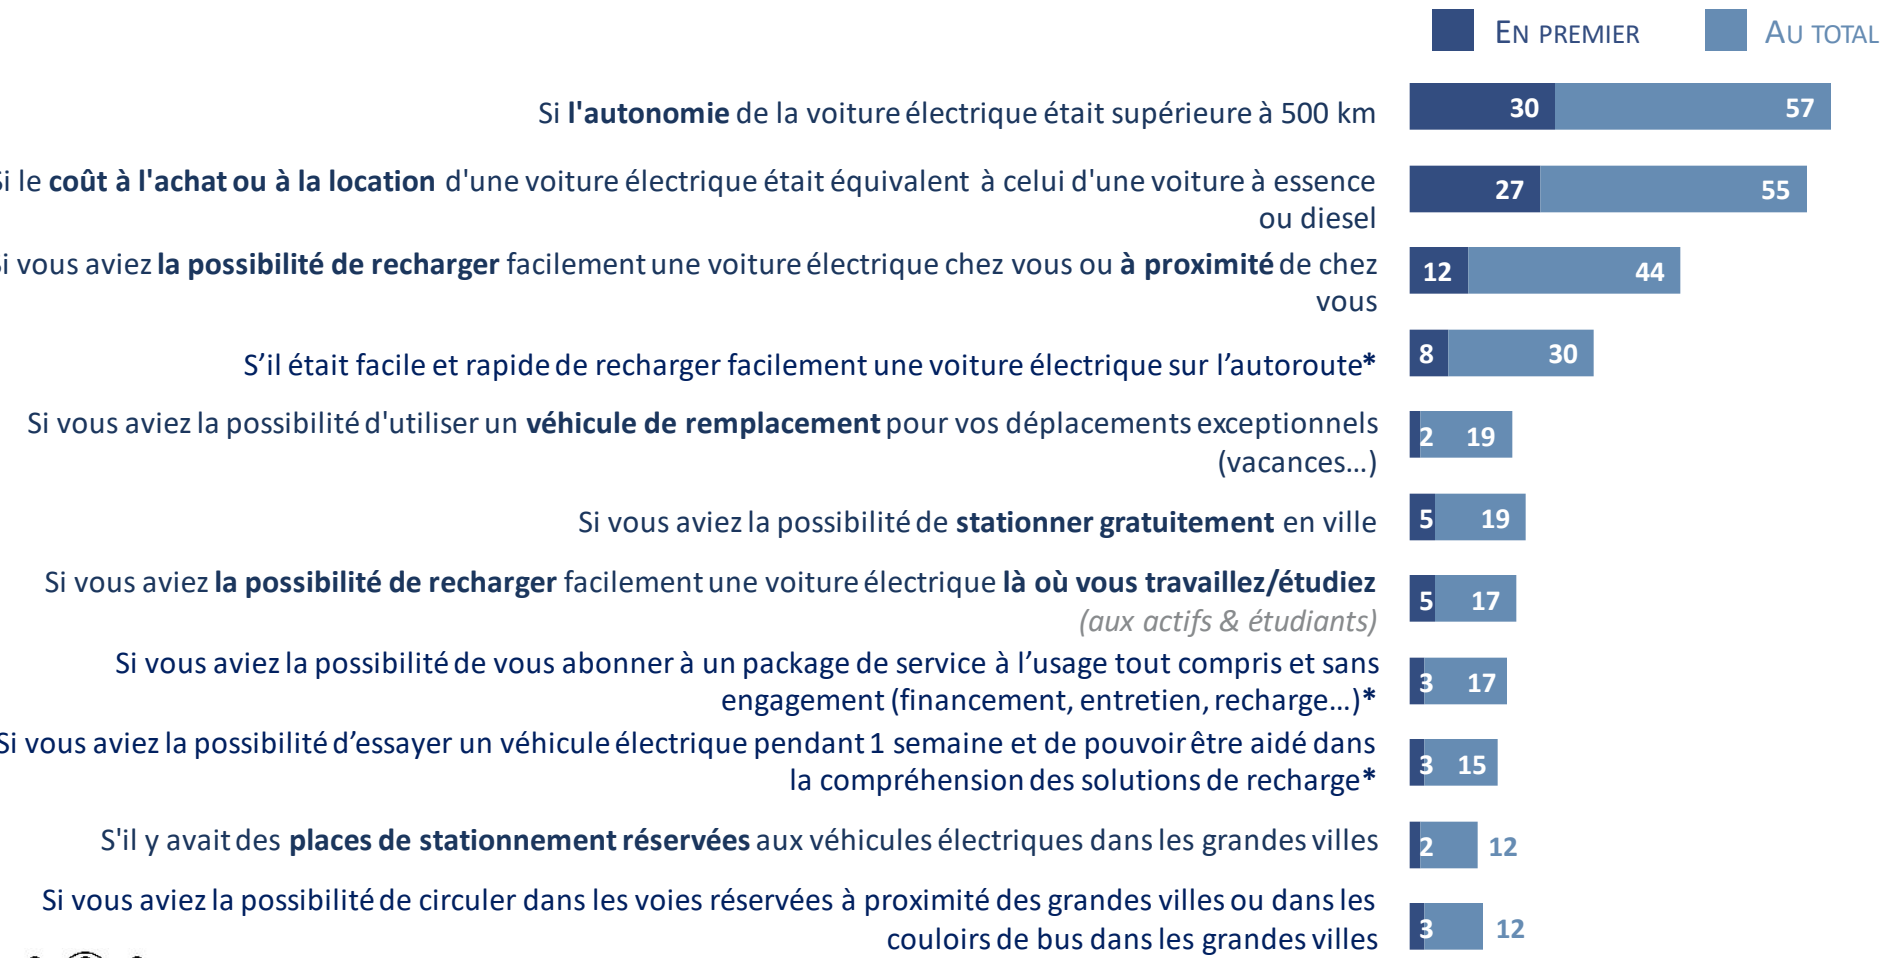 EN PREMIER AU TOTAL
Si l'autonomie de la voiture électrique était supérieure à 500 km 30 57
Si le coût à l'achat ou à la location d'une voiture électrique était équivalent à celui d'une voiture à essence
ou diesel 27 55
Si vous aviez la possibilité de recharger facilement une voiture électrique chez vous ou à proximité de chez
vous 12 44
S’il était facile et rapide de recharger facilement une voiture électrique sur l’autoroute* 8 30
Si vous aviez la possibilité d'utiliser un véhicule de remplacement pour vos déplacements exceptionnels
(vacances…) 2 19
Si vous aviez la possibilité de stationner gratuitement en ville 5 19
Si vous aviez la possibilité de recharger facilement une voiture électrique là où vous travaillez/étudiez
(aux actifs & étudiants) 5 17
Si vous aviez la possibilité de vous abonner à un package de service à l’usage tout compris et sans
engagement (financement, entretien, recharge…)* 3 17
Si vous aviez la possibilité d’essayer un véhicule électrique pendant 1 semaine et de pouvoir être aidé dans
la compréhension des solutions de recharge* 3 15
S'il y avait des places de stationnement réservées aux véhicules électriques dans les grandes villes 2 12
Si vous aviez la possibilité de circuler dans les voies réservées à proximité des grandes villes ou dans les
couloirs de bus dans les grandes villes 3 12